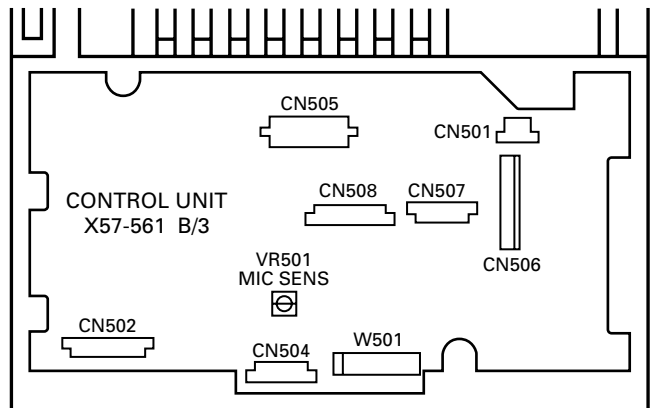 CN505
CN501
CONTROL UNIT
X57-561 B/3
CN508
CN507
CN506
VR501
MIC SENS
CN502
CN504
W501